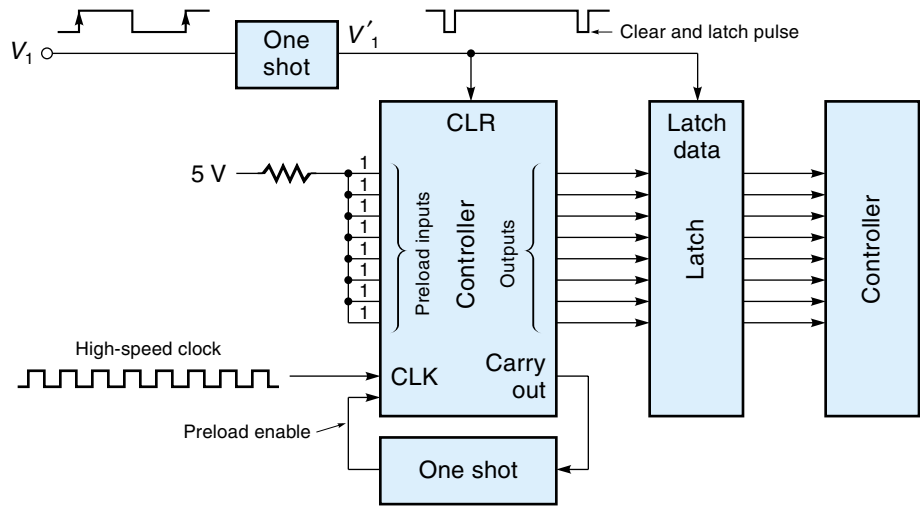 V₁
One
shot
V′₁
Clear and latch pulse
CLR
Latch
data
5 V
1
1
1
1
1
1
1
1
Preload inputs
Controller
Outputs
Latch
Controller
High-speed clock
CLK
Carry
out
Preload enable
One shot